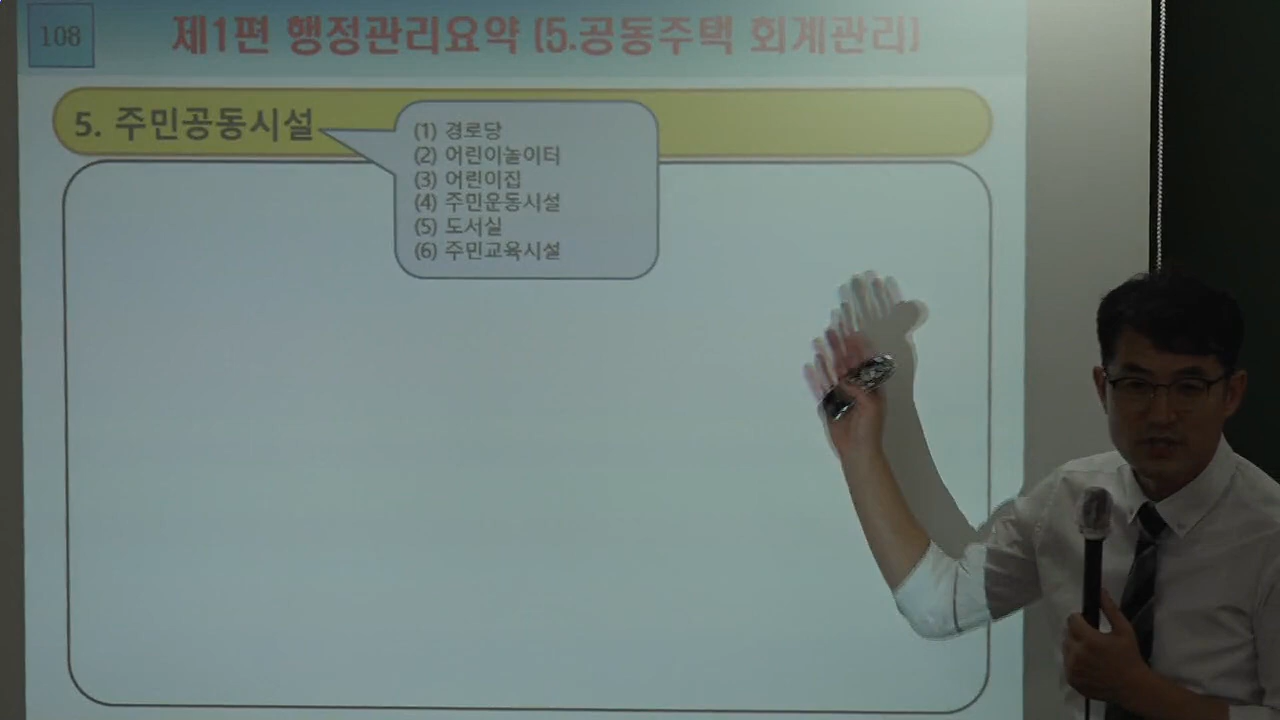 108
제1편 행정관리요약 (5.공동주택 회계관리)
5. 주민공동시설
(1) 경로당
(2) 어린이놀이터
(3) 어린이집
(4) 주민운동시설
(5) 도서실
(6) 주민교육시설